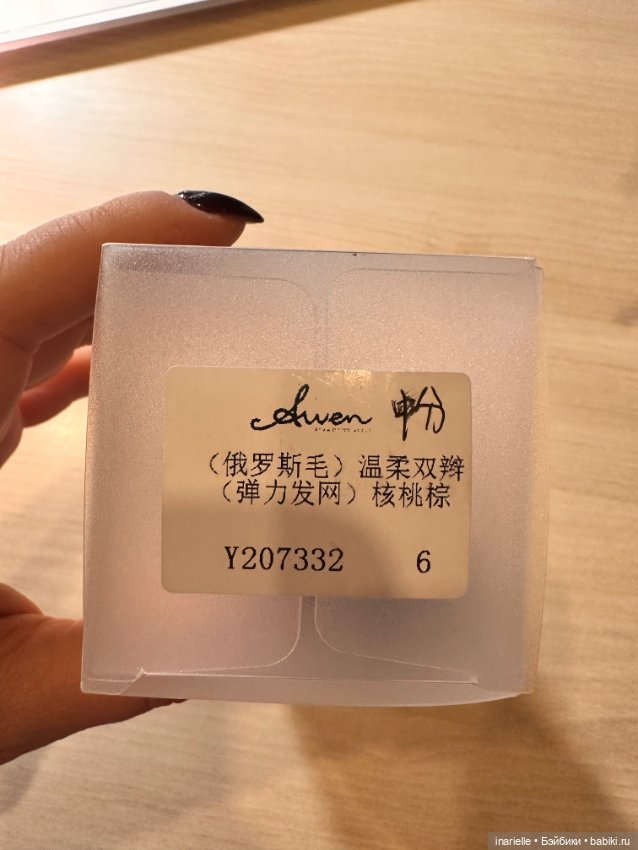 Awen 中分
（俄罗斯毛）温柔双辫
（弹力发网）核桃棕
Y207332 6
inarielle • Бэйбики • babiki.ru